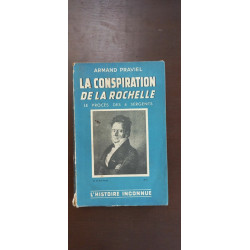 ARMAND PRAVIEL
LA CONSPIRATION
DE LA ROCHELLE
LE PROCÈS DES 4 SERGENTS
L'HISTOIRE INCONNUE